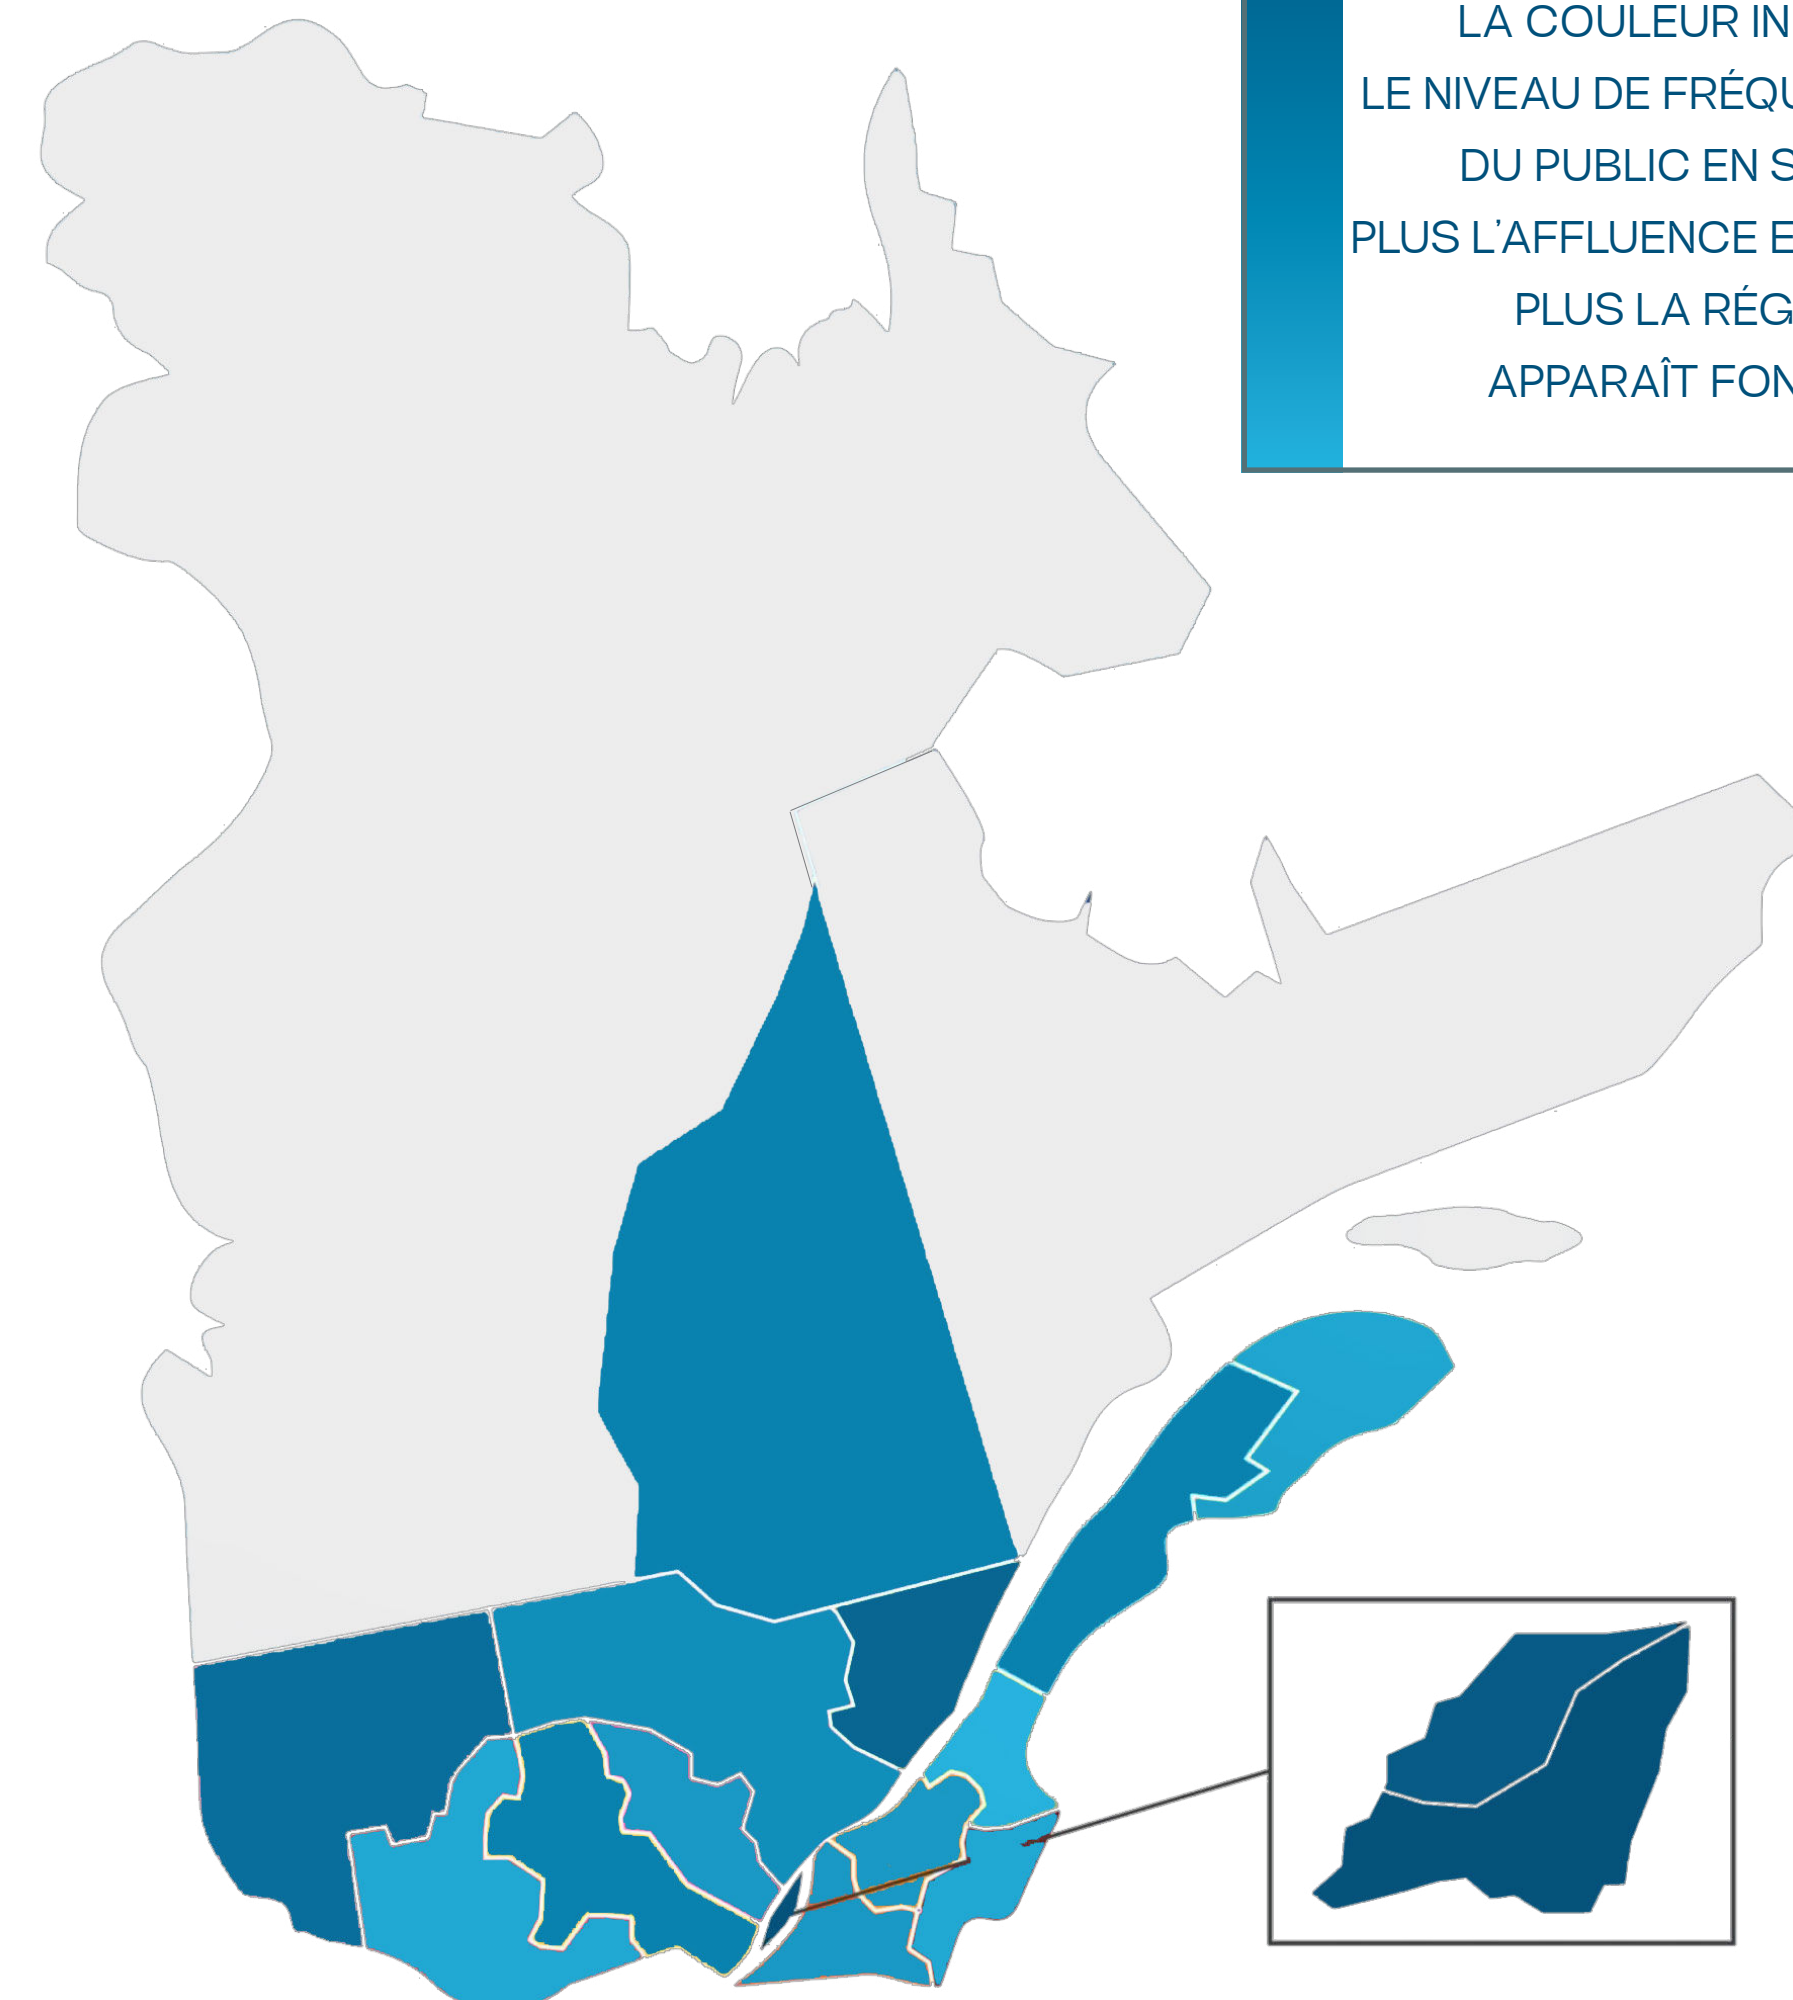 LA COULEUR IN
LE NIVEAU DE FRÉQU
DU PUBLIC EN S
PLUS L’AFFLUENCE E
PLUS LA RÉG
APPARAÎT FON